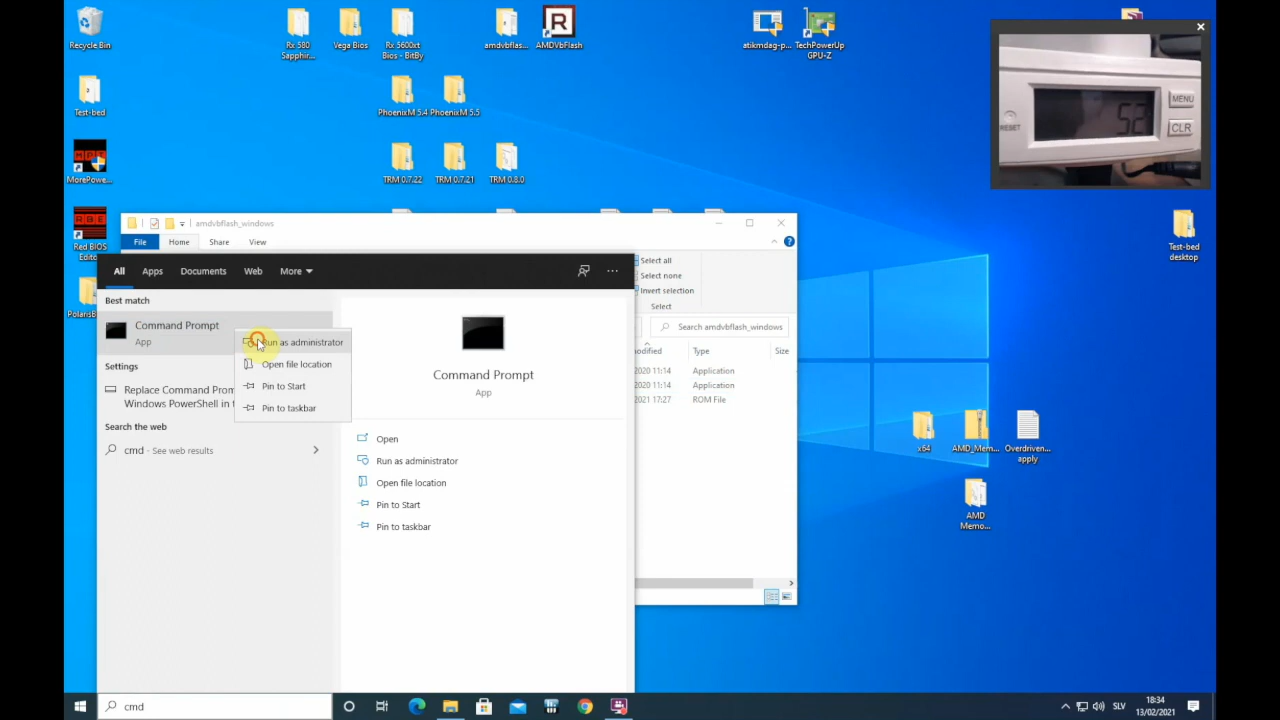 Recycle Bin
Rx 580
Sapphir...
Vega Bios
Rx 5600xt
Bios - BitBy
amdvbflas...
R
AMDVbFlash
atikmdag-p...
TechPowerUp
GPU-Z
RESET
52
MENU
CLR
Test-bed
PhoenixM 5.4
PhoenixM 5.5
MPT
MorePowe...
TRM 0.7.22
TRM 0.7.21
TRM 0.8.0
RBE
Red BIOS
Edito...
amdvbflash_windows
File
Home
Share
View
Test-bed
desktop
Select all
Select none
Invert selection
Select
All
Apps
Documents
Web
More
Best match
Command Prompt
App
Run as administrator
Open file location
Pin to Start
Pin to taskbar
Settings
Replace Command Prom
Windows PowerShell in t
Search the web
cmd - See web results
Command Prompt
App
Open
Run as administrator
Open file location
Pin to Start
Pin to taskbar
Search amdvbflash_windows
Type
Size
2020 11:14
Application
2020 11:14
Application
2021 17:27
ROM File
x64
AMD_Mem...
Overdriven...
apply
AMD
Memo...
cmd
SLV
18:34
13/02/2021